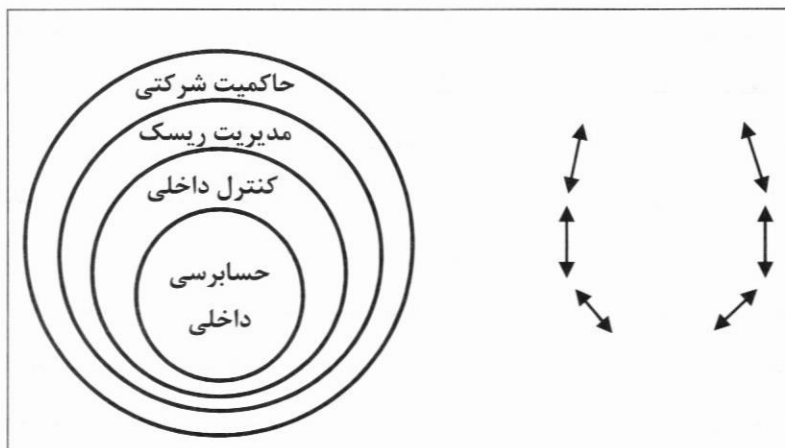 حاکمیت شرکتی
مدیریت ریسک
کنترل داخلی
حسابرسی
داخلی